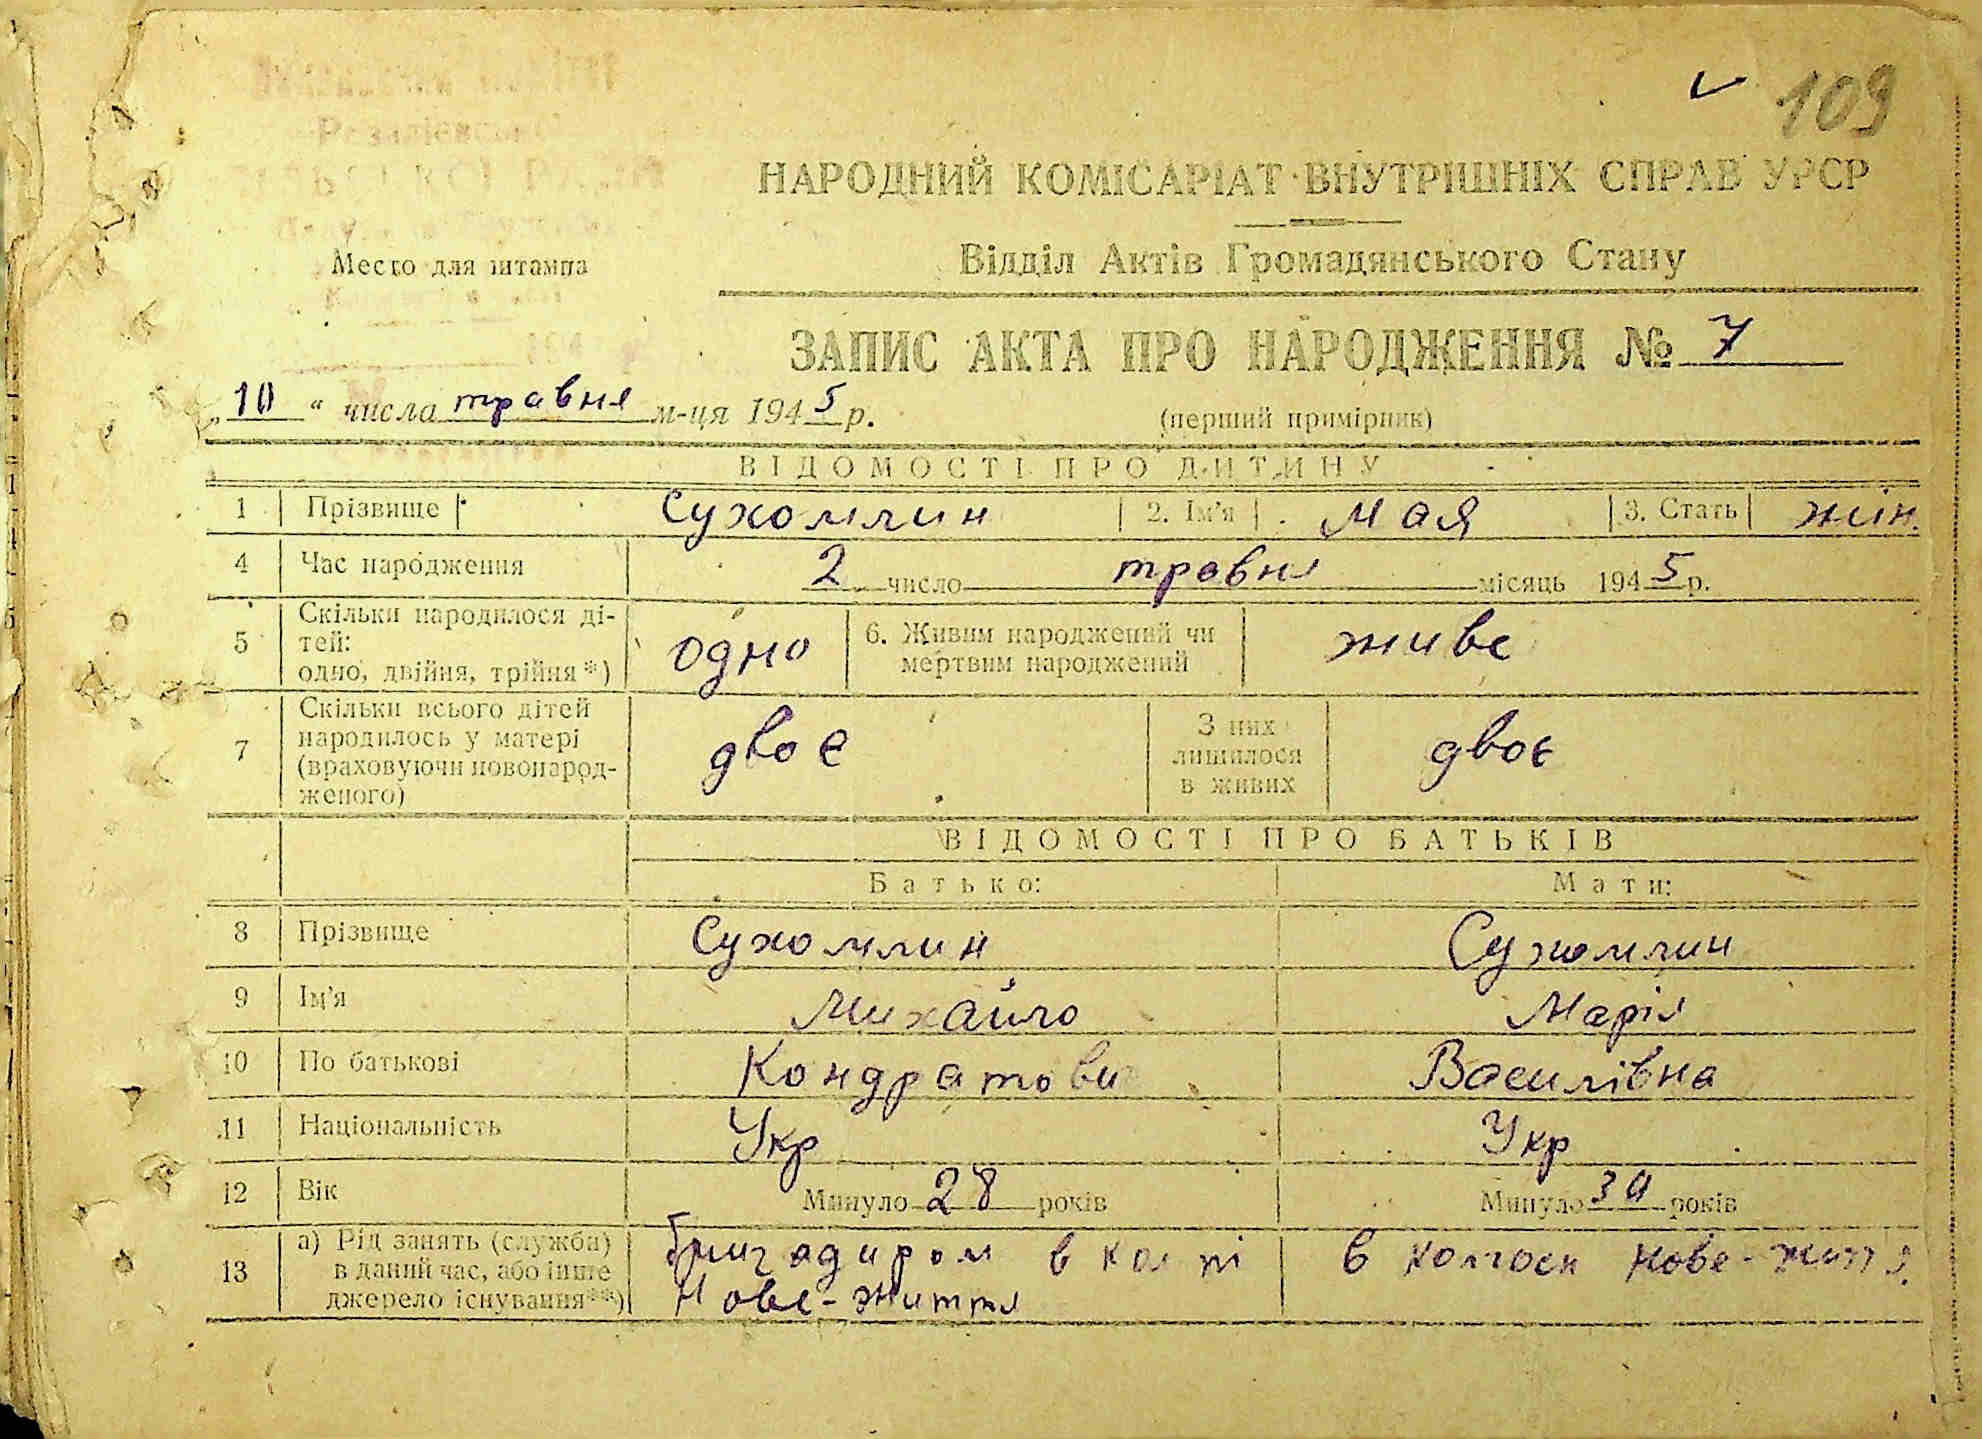 109
НАРОДНИЙ КОМІСАРІАТ ВНУТРІШНІХ СПРАВ УРСР
Место для штампа
Відділ Актів Громадянського Стану
ЗАПИС АКТА ПРО НАРОДЖЕННЯ № 7
„10“ числа травня м-ця 1945 р.
(перший примірник)
ВІДОМОСТІ ПРО ДИТИНУ
1 Прізвище Сухомлин 2. Ім'я Мая 3. Стать жін.
4 Час народження 2 число травня місяць 1945 р.
5 Скільки народилося ді-
тей:
одно, двійня, трійня*) одно 6. Живим народжений чи
мертвим народжений живе
7 Скільки всього дітей
народилось у матері
(враховуючи новонарод-
женого) двоє З них
лишилося
в живих двоє
ВІДОМОСТІ ПРО БАТЬКІВ
Батько: Мати:
8 Прізвище Сухомлин Сухомлин
9 Ім'я Михайло Марія
10 По батькові Кондратови Василівна
11 Національність Укр Укр
12 Вік Минуло 28 років Минуло 30 років
13 а) Рід занять (служба)
в даний час, або інше
джерело існування**) бригадиром в
Нове-життя в Нове-життя